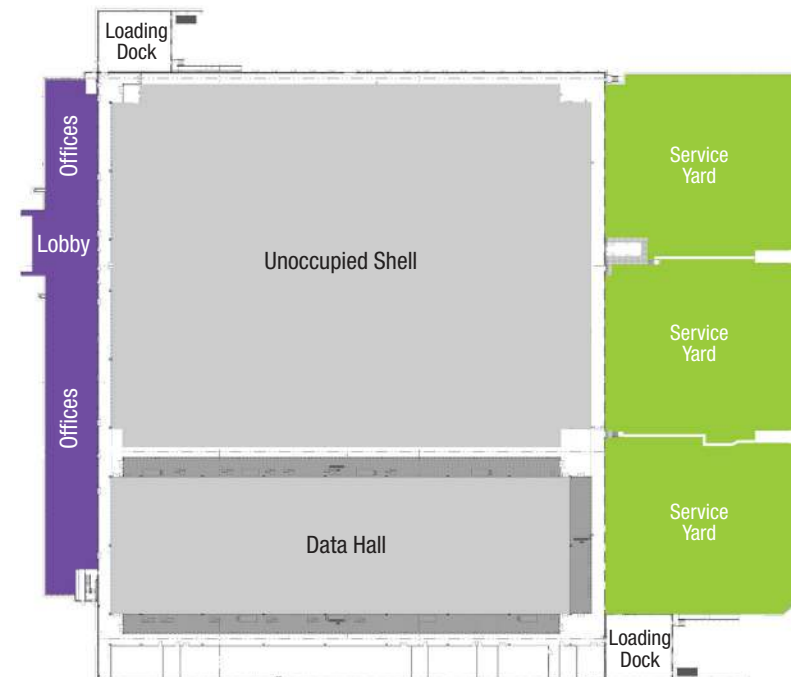 Loading
Dock
Offices
Lobby
Offices
Unoccupied Shell
Data Hall
Service
Yard
Service
Yard
Service
Yard
Loading
Dock